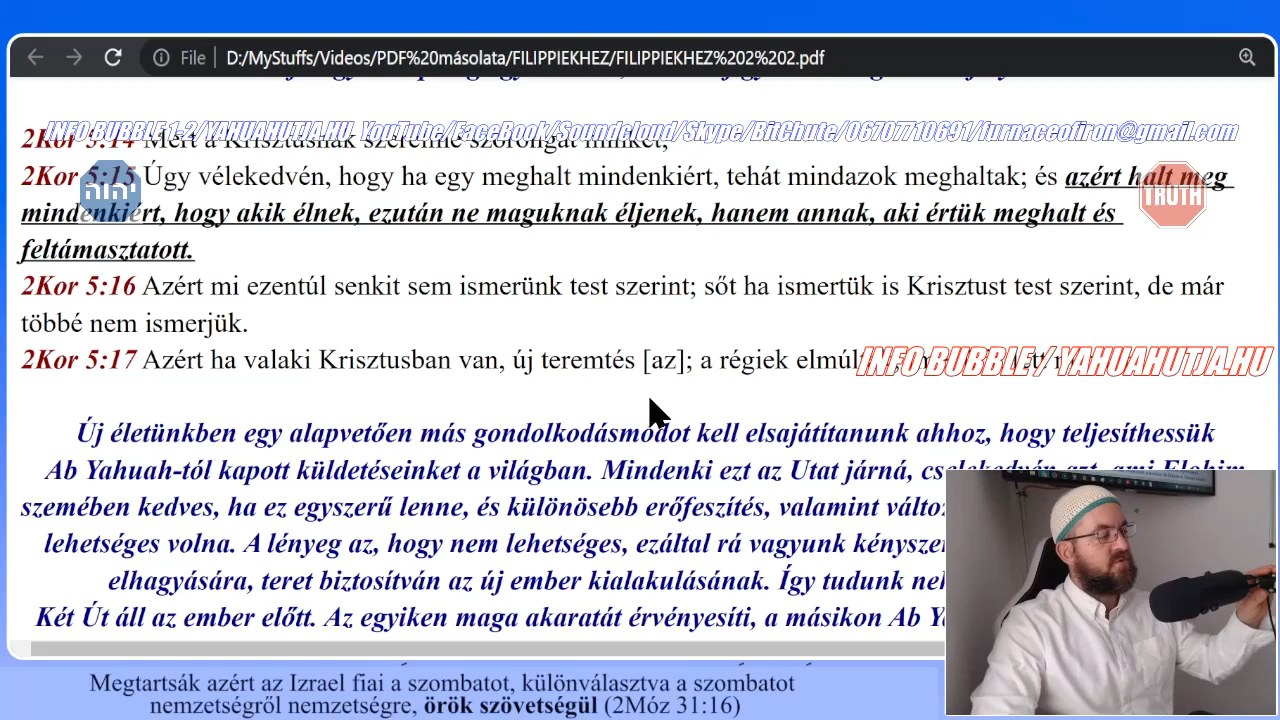 File D:/MyStuffs/Videos/PDF%20másolata/FILIPPIEKHEZ/FILIPPIEKHEZ%202%202.pdf
INFO BUBBLE 1-2/YAHUAHUTJA.HU, YouTube/FaceBook/Soundcloud/Skype/BitChute/06707710691/furnaceofiron@gmail.com
2Kor 5:14 Mert a Krisztusnak szerelme szorongat minket,
2Kor 5:15 Úgy vélekedvén, hogy ha egy meghalt mindenkiért, tehát mindazok meghaltak; és azért halt meg
יהוה
TRUTH
mindenkiért, hogy akik élnek, ezután ne maguknak éljenek, hanem annak, aki értük meghalt és
feltámasztatott.
2Kor 5:16 Azért mi ezentúl senkit sem ismerünk test szerint; sőt ha ismertük is Krisztust test szerint, de már
többé nem ismerjük.
2Kor 5:17 Azért ha valaki Krisztusban van, új teremtés [az]; a régiek
INFO BUBBLE / YAHUAHUTJA.HU
Új életünkben egy alapvetően más gondolkodásmódot kell elsajátítanunk ahhoz, hogy teljesíthessük
Ab Yahuah-tól kapott küldetéseinket a világban. Mindenki ezt az Utat járná, cselekedvén azt, ami Elohim
szemében kedves, ha ez egyszerű lenne, és különösebb erőfeszítés, valamint
lehetséges volna. A lényeg az, hogy nem lehetséges, ezáltal rá vagyunk
elhagyására, teret biztosítván az új ember kialakulásának. Így tudunk
Két Út áll az ember előtt. Az egyiken maga akaratát érvényesíti, a másikon Ab
Megtartsák azért az Izrael fiai a szombatot, különválasztva a szombatot
nemzetségről nemzetségre, örök szövetségül (2Móz 31:16)